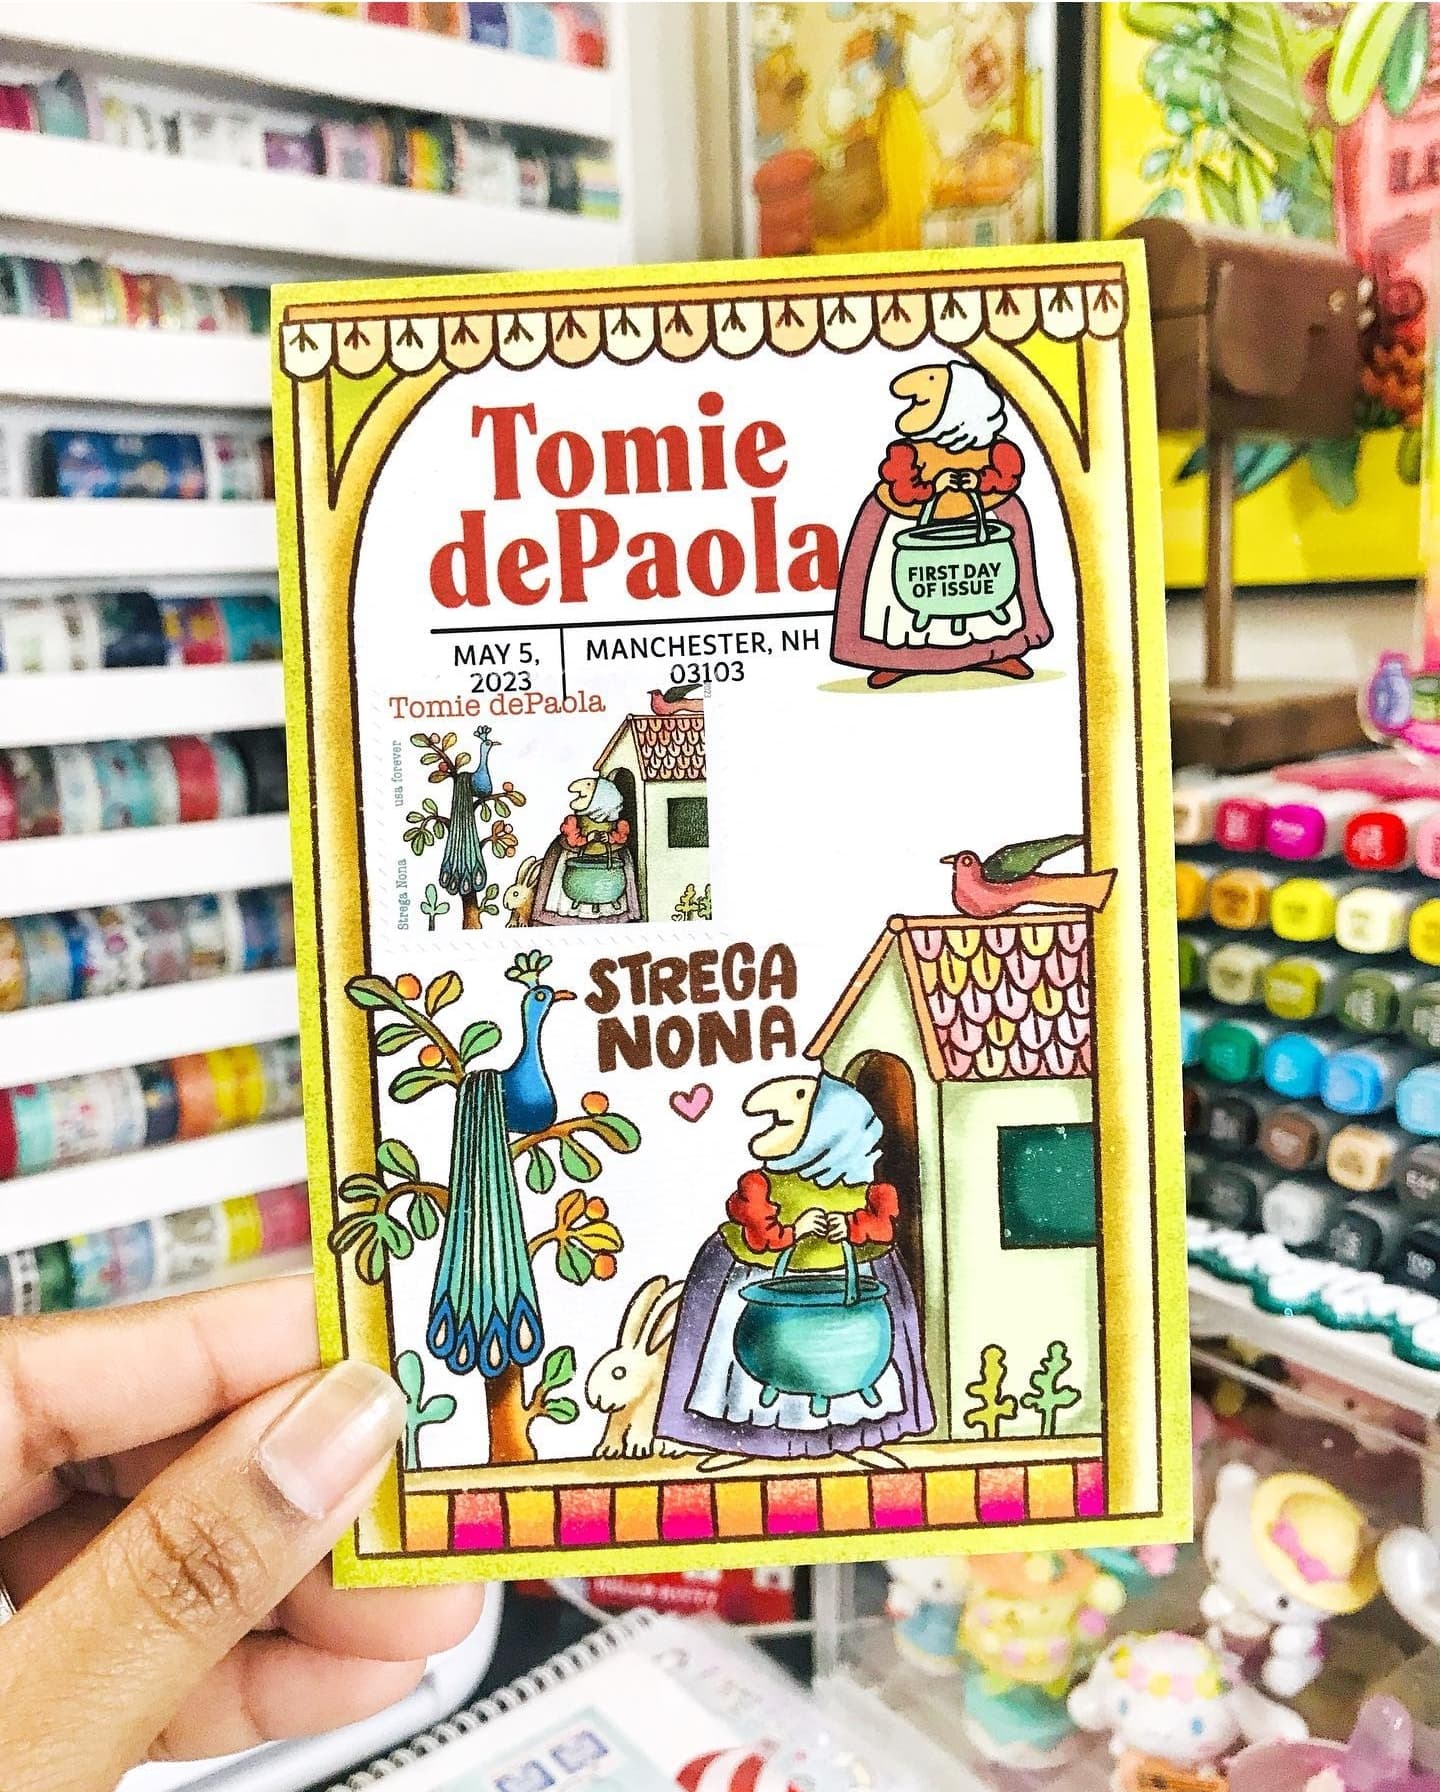 Tomie
dePaola
FIRST DAY
OF ISSUE
MAY 5,
2023
MANCHESTER, NH
03103
Tomie dePaola
usa forever
Strega Nona
2023
STREGA
NONA